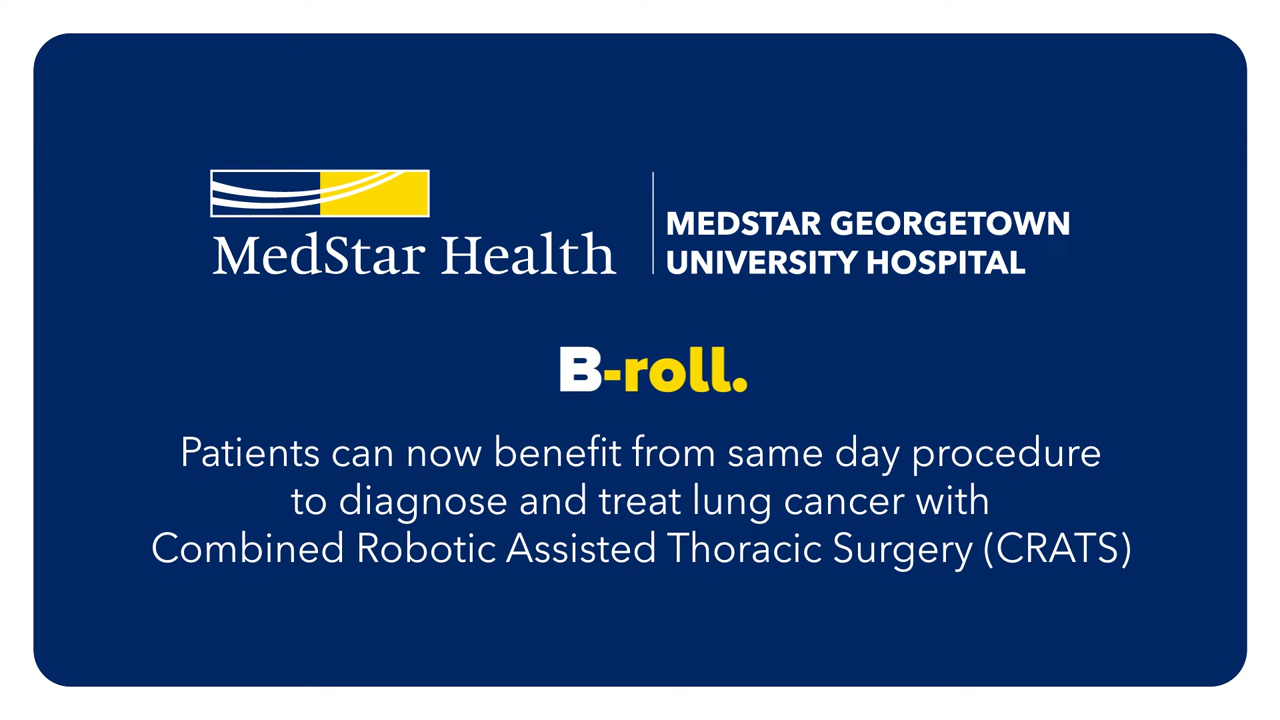 MedStar Health
MEDSTAR GEORGETOWN
UNIVERSITY HOSPITAL
B-roll.
Patients can now benefit from same day procedure
to diagnose and treat lung cancer with
Combined Robotic Assisted Thoracic Surgery (CRATS)